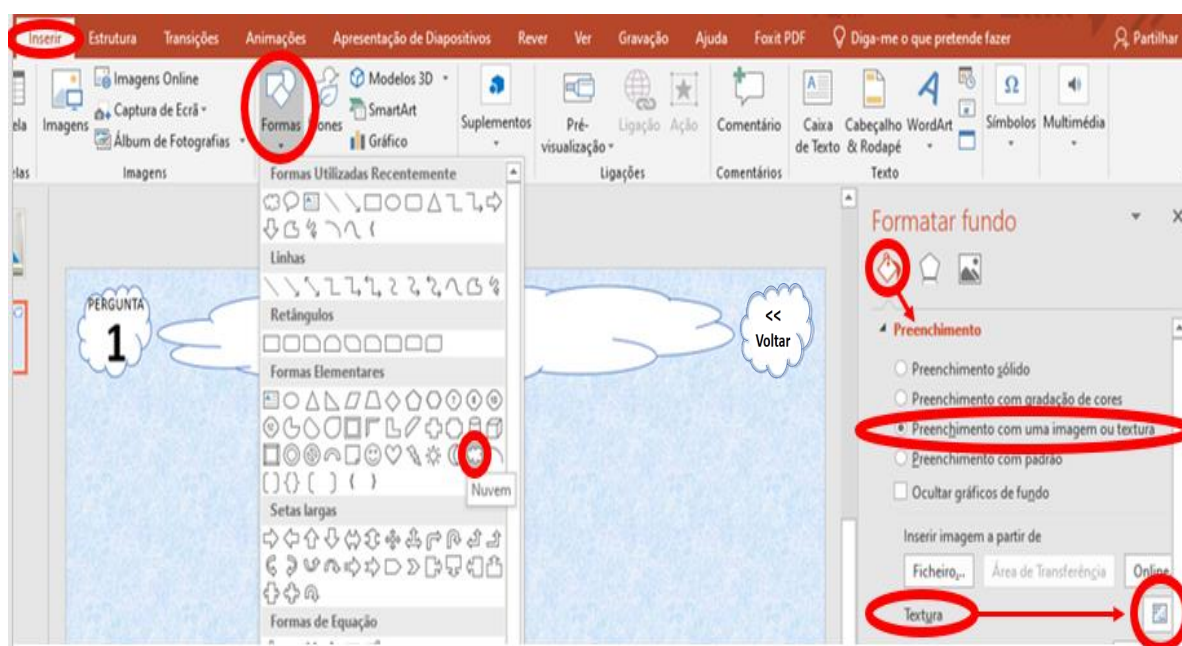 Inserir Estrutura Transições Animações Apresentação de Diapositivos Rever Ver Gravação Ajuda Foxit PDF Diga-me o que pretende fazer Partilhar
Imagens Online
Captura de Ecrã
Álbum de Fotografias
Imagens
Imagens
Formas
Modelos 3D
SmartArt
Gráfico
Suplementos
Pré-
visualização
Ligação
Ação
Ligações
Comentário
Comentários
Caixa
de Texto
Cabeçalho
& Rodapé
WordArt
Texto
Símbolos
Multimédia
Formas Utilizadas Recentemente
Linhas
Retângulos
Formas Elementares
Nuvem
Setas largas
Formas de Equação
PERGUNTA
1
<<
Voltar
Formatar fundo
Preenchimento
Preenchimento sólido
Preenchimento com gradação de cores
Preenchimento com uma imagem ou textura
Preenchimento com padrão
Ocultar gráficos de fundo
Inserir imagem a partir de
Ficheiro... Área de Transferência Online
Textura